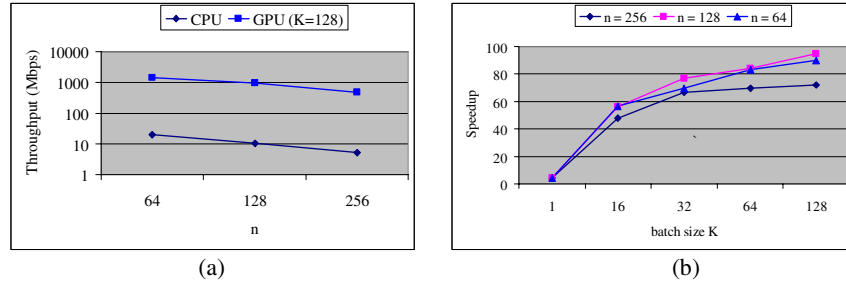 CPU GPU (K=128)
Throughput (Mbps)
10000
1000
100
10
1
64 128 256
n
(a)
n = 256 n = 128 n = 64
Speedup
100
80
60
40
20
0
1 16 32 64 128
batch size K
(b)